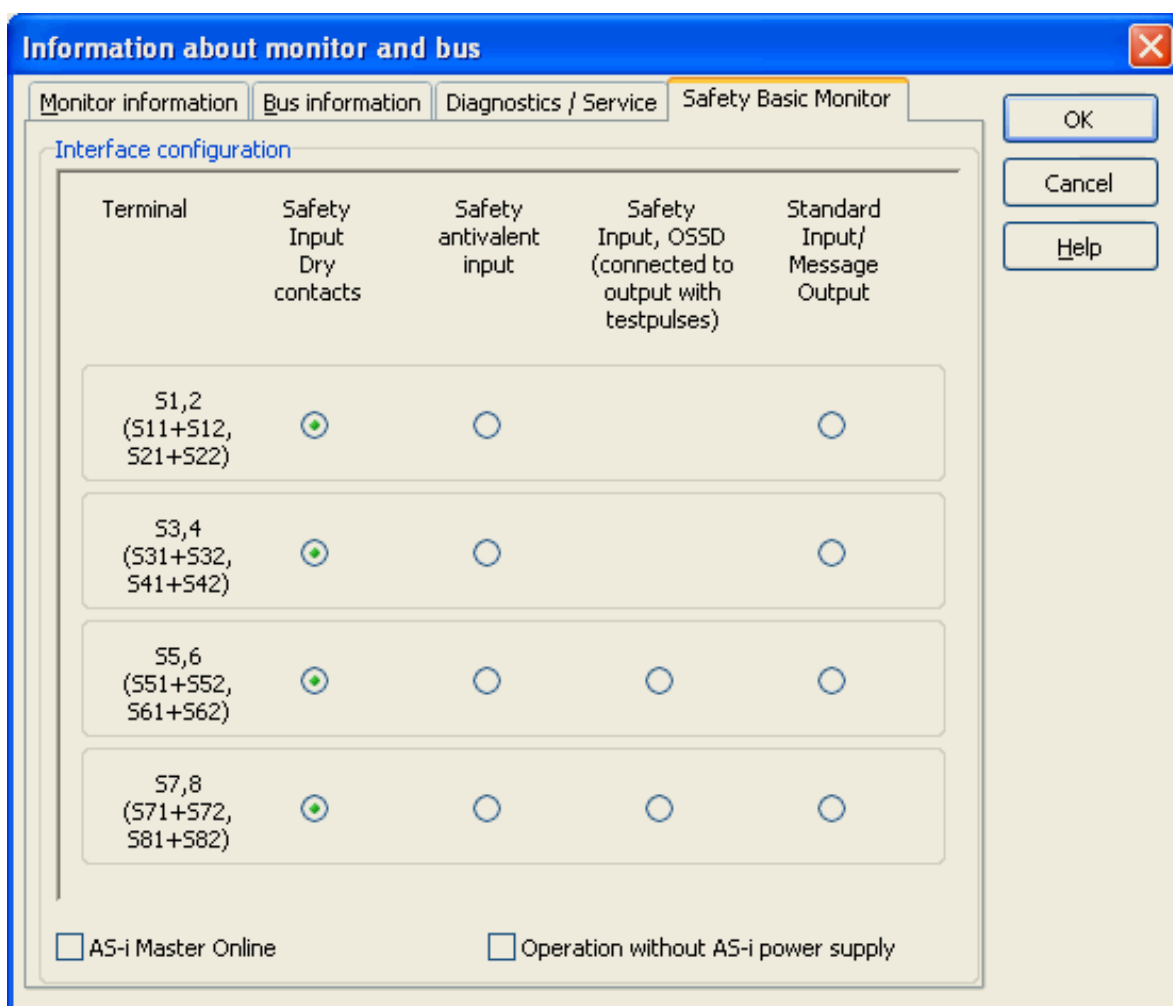 Information about monitor and bus
Monitor information
Bus information
Diagnostics / Service
Safety Basic Monitor
OK
Cancel
Help
Interface configuration
Terminal
Safety
Input
Dry
contacts
Safety
antivalent
input
Safety
Input, OSSD
(connected to
output with
testpulses)
Standard
Input/
Message
Output
S1,2
(S11+S12,
S21+S22)
S3,4
(S31+S32,
S41+S42)
S5,6
(S51+S52,
S61+S62)
S7,8
(S71+S72,
S81+S82)
AS-i Master Online
Operation without AS-i power supply